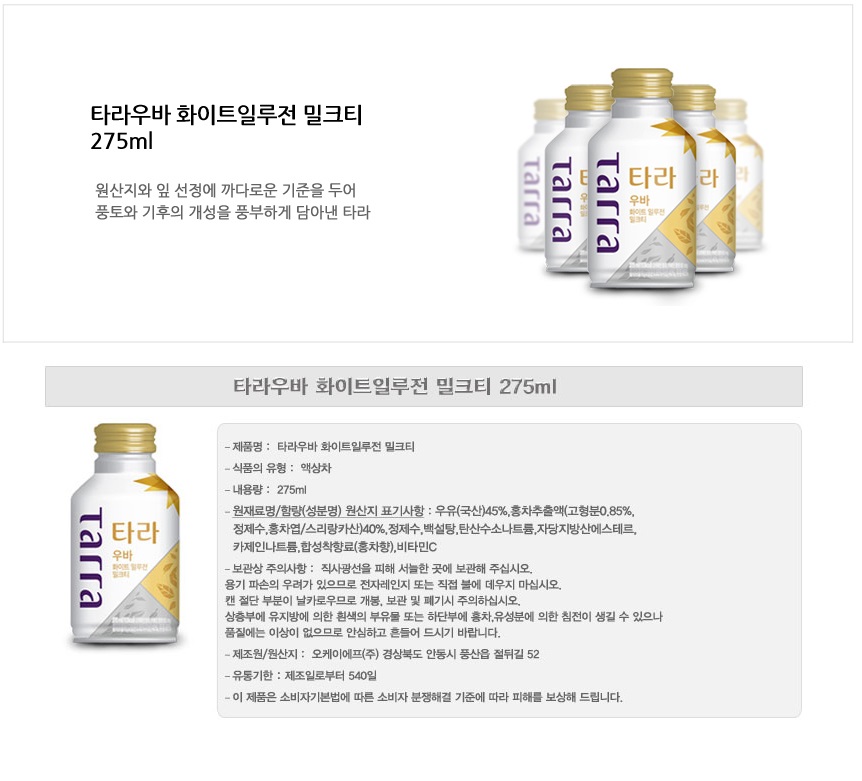 타라우바 화이트일루전 밀크티
275ml
원산지와 잎 선정에 까다로운 기준을 두어
풍토와 기후의 개성을 풍부하게 담아낸 타라
Tarra
타라
우바
화이트 일루전
밀크티
타라우바 화이트일루전 밀크티 275ml
Tarra
타라
우바
화이트 일루전
밀크티
- 제품명 : 타라우바 화이트일루전 밀크티
- 식품의 유형 : 액상차
- 내용량 : 275ml
- 원재료명/함량(성분명) 원산지 표기사항 : 우유(국산)45%,홍차추출액(고형분0.85%,
정제수,홍차엽/스리랑카산)40%,정제수,백설탕,탄산수소나트륨,자당지방산에스테르,
카제인나트륨,합성착향료(홍차향),비타민C
- 보관상 주의사항 : 직사광선을 피해 서늘한 곳에 보관해 주십시오.
용기 파손의 우려가 있으므로 전자레인지 또는 직접 불에 데우지 마십시오.
캔 절단 부분이 날카로우므로 개봉, 보관 및 폐기시 주의하십시오.
상층부에 유지방에 의한 흰색의 부유물 또는 하단부에 홍차,유성분에 의한 침전이 생길 수 있으나
품질에는 이상이 없으므로 안심하고 흔들어 드시기 바랍니다.
- 제조원/원산지 : 오케이에프(주) 경상북도 안동시 풍산읍 절뒤길 52
- 유통기한 : 제조일로부터 540일
- 이 제품은 소비자기본법에 따른 소비자 분쟁해결 기준에 따라 피해를 보상해 드립니다.